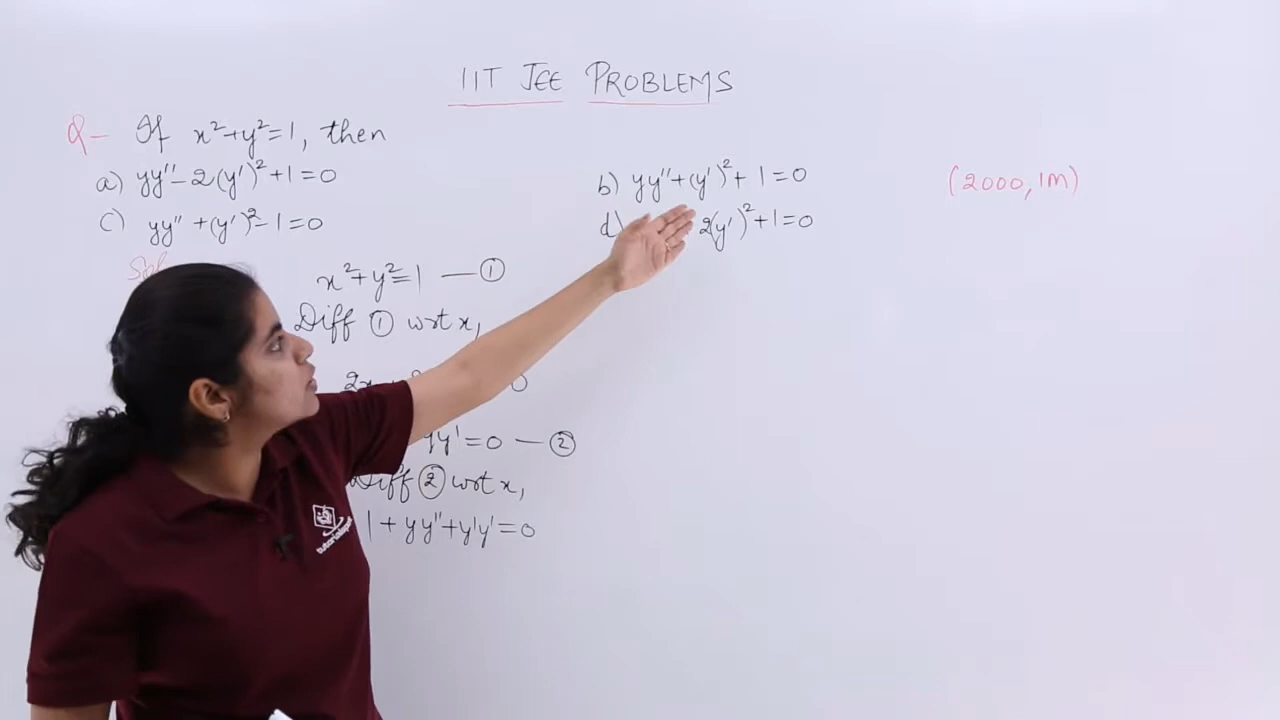 IIT JEE PROBLEMS
Q- If x²+y²=1, then
a) yy''-2(y')²+1=0
b) yy''+(y')²+1=0
(2000,1M)
c) yy''+(y')²-1=0
d) 2(y')²+1=0
Sol
x²+y²=1 —①
Diff ① wrt x,
0
yy'=0 —②
Diff ② wrt x,
1+yy''+y'y'=0